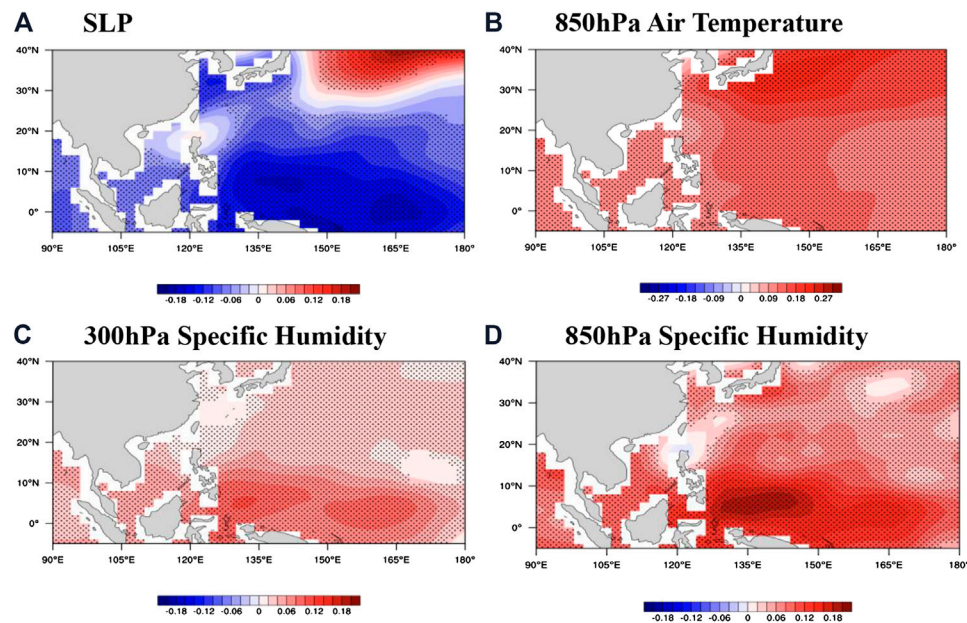 A SLP
B 850hPa Air Temperature
40°N
30°N
20°N
10°N
0°
90°E 105°E 120°E 135°E 150°E 165°E 180°
-0.18 -0.12 -0.06 0 0.06 0.12 0.18
40°N
30°N
20°N
10°N
0°
90°E 105°E 120°E 135°E 150°E 165°E 180°
-0.27 -0.18 -0.09 0 0.09 0.18 0.27
C 300hPa Specific Humidity
D 850hPa Specific Humidity
40°N
30°N
20°N
10°N
0°
90°E 105°E 120°E 135°E 150°E 165°E 180°
-0.18 -0.06 0 0.06 0.12 0.18
40°N
30°N
20°N
10°N
0°
90°E 105°E 120°E 135°E 150°E 165°E 180°
-0.18 -0.06 0 0.06 0.12 0.18